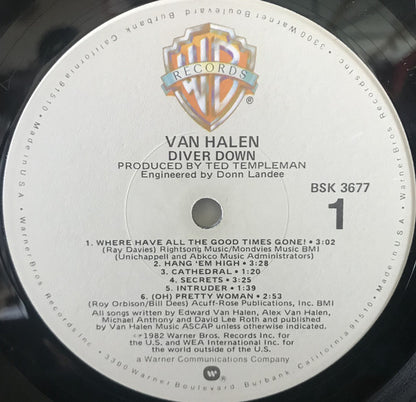 WB
RECORDS
®
VAN HALEN
DIVER DOWN
PRODUCED BY TED TEMPLEMAN
Engineered by Donn Landee
BSK 3677
1
1. WHERE HAVE ALL THE GOOD TIMES GONE! • 3:02
(Ray Davies) Rightsong Music/Mondvies Music BMI
(Unichappell and Abkco Music Administrators)
2. HANG 'EM HIGH • 3:28
3. CATHEDRAL • 1:20
4. SECRETS • 3:25
5. INTRUDER • 1:39
6. (OH) PRETTY WOMAN • 2:53
(Roy Orbison/Bill Dees) Acuff-Rose Publications, Inc. BMI
All songs written by Edward Van Halen, Alex Van Halen,
Michael Anthony and David Lee Roth and published
by Van Halen Music ASCAP unless otherwise indicated.
©1982 Warner Bros. Records Inc. for
the U.S. and WEA International Inc. for
the world outside of the U.S.
a Warner Communications Company
W
Warner Bros. Records Inc. • 3300 Warner Boulevard Burbank, California 91510 • Made in U.S.A.